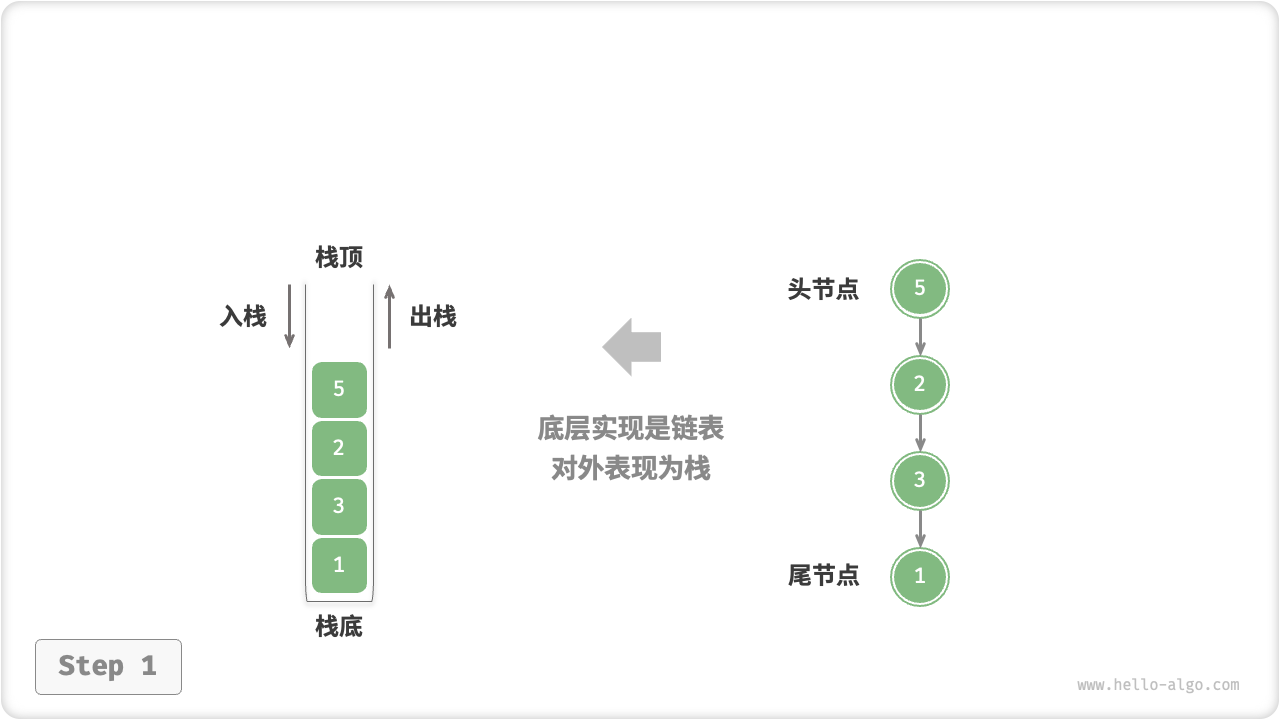 栈顶
入栈
出栈
5
2
3
1
栈底
底层实现是链表
对外表现为栈
头节点
5
2
3
尾节点
1
Step 1
www.hello-algo.com